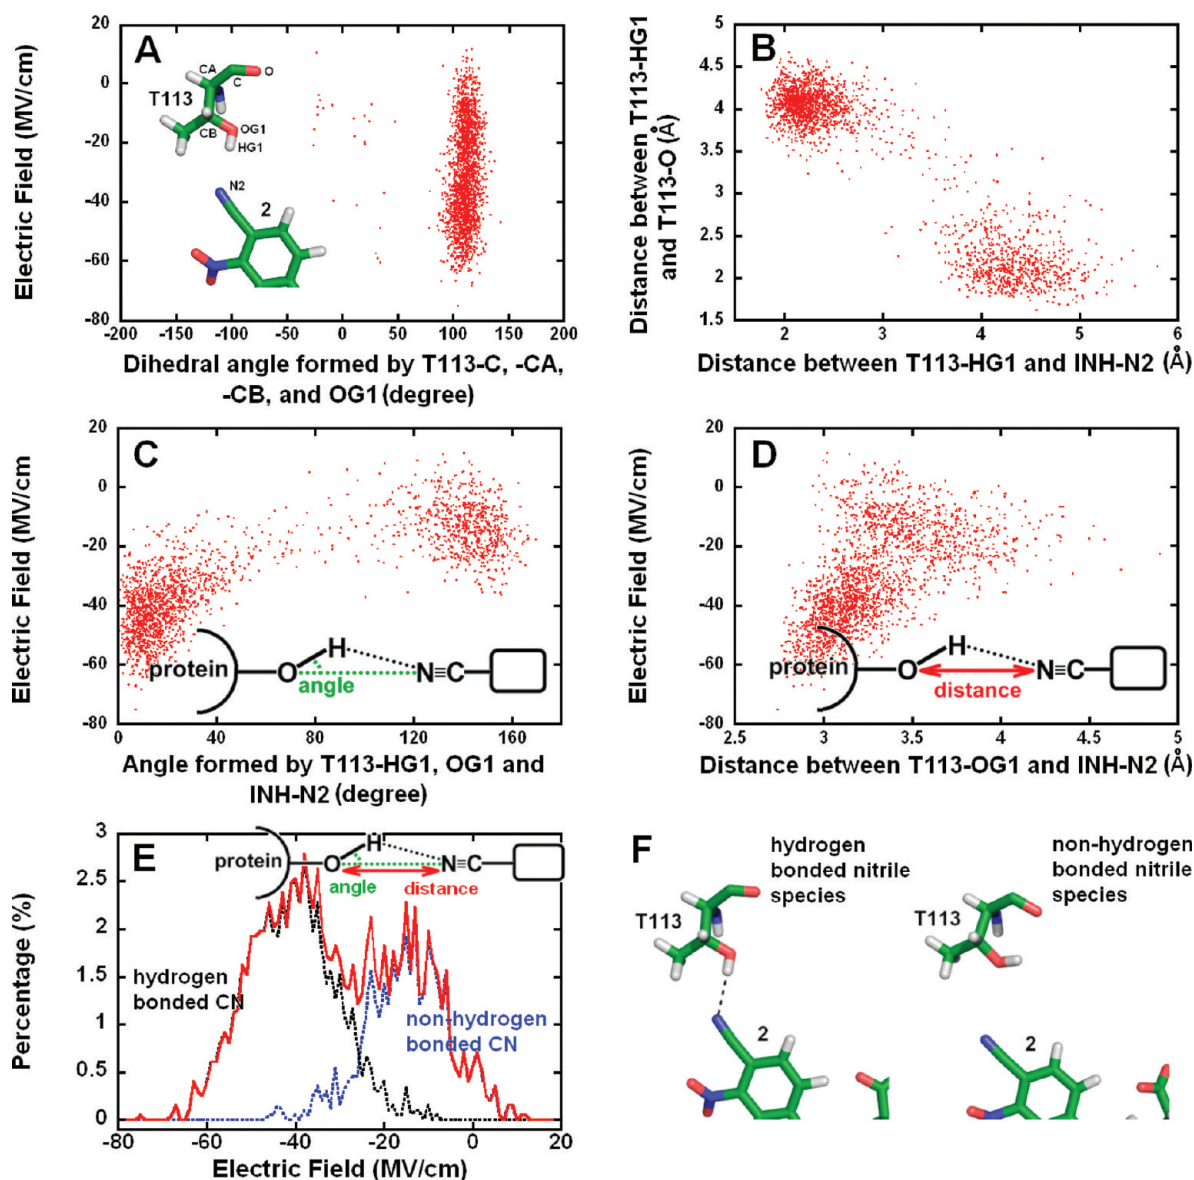 A
Electric Field (MV/cm)
20
0
-20
-40
-60
-80
-200
-150
-100
-50
0
50
100
150
200
CA
C
O
T113
CB
OG1
HG1
N2
2
Dihedral angle formed by T113-C, -CA,
-CB, and OG1 (degree)
B
Distance between T113-HG1
and T113-O (Å)
5
4.5
4
3.5
3
2.5
2
1.5
2
3
4
5
6
Distance between T113-HG1 and INH-N2 (Å)
C
Electric Field (MV/cm
20
0
-20
-40
-60
-80
0
40
80
120
160
protein
O
H
N≡C
angle
Angle formed by T113-HG1, OG1 and
INH-N2 (degree)
D
Electric Field (MV/cm)
20
0
-20
-40
-60
-80
2.5
3
3.5
4
4.5
5
protein
O
H
N≡C
distance
Distance between T113-OG1 and INH-N2 (Å)
E
Percentage (%)
3
2.5
2
1.5
1
0.5
0
-80
-60
-40
-20
0
20
protein
O
H
N≡C
angle
distance
hydrogen
bonded CN
non-hydrogen
bonded CN
Electric Field (MV/cm)
F
hydrogen
bonded nitrile
species
non-hydrogen
bonded nitrile
species
T113
T113
2
2